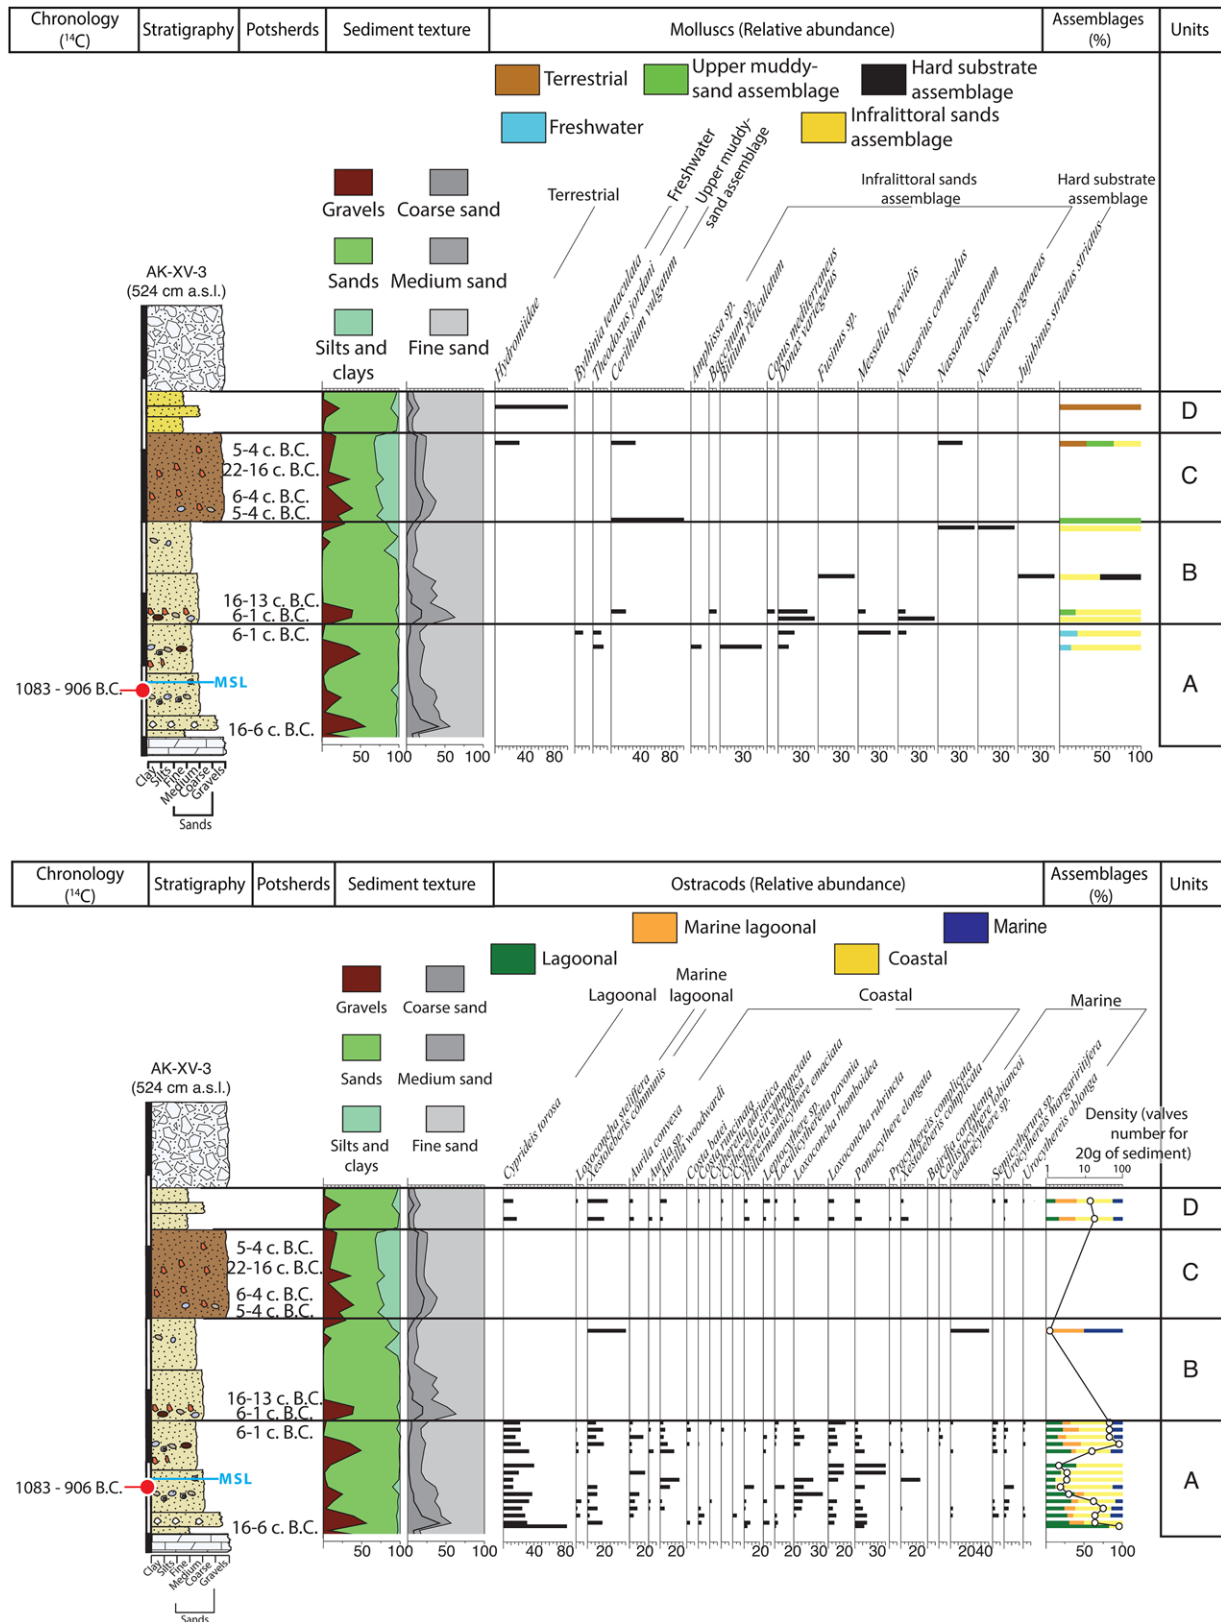 Chronology
(14C)
Stratigraphy
Potsherds
Sediment texture
Molluscs (Relative abundance)
Assemblages
(%)
Units
Terrestrial
Upper muddy-
sand assemblage
Hard substrate
assemblage
Freshwater
Infralittoral sands
assemblage
Gravels
Coarse sand
Sands
Medium sand
Silts and
clays
Fine sand
Terrestrial
Freshwater
Upper muddy-
sand assemblage
Infralittoral sands
assemblage
Hard substrate
assemblage
Hydromiidae
Bythinia tentaculata
Theodoxus jordani
Cerithium vulgatum
Amphissa sp.
Buccinum sp.
Bittium reticulatum
Conus mediterraneus
Donax variegatus
Fusinus sp.
Messalia brevialis
Nassarius corniculus
Nassarius granum
Nassarius pygmaeus
Jujubinus striatus striatus
AK-XV-3
(524 cm a.s.l.)
D
5-4 c. B.C.
22-16 c. B.C.
6-4 c. B.C.
5-4 c. B.C.
C
B
16-13 c. B.C.
6-1 c. B.C.
6-1 c. B.C.
MSL
1083 - 906 B.C.
A
16-6 c. B.C.
50 100 50 100 40 80 40 80 30 30 30 30 30 30 30 30 50 100
Clay
Silts
Fine
Medium
Coarse
Gravels
Sands
Chronology
(14C)
Stratigraphy
Potsherds
Sediment texture
Ostracods (Relative abundance)
Assemblages
(%)
Units
Marine lagoonal
Marine
Lagoonal
Coastal
Gravels
Coarse sand
Sands
Medium sand
Silts and
clays
Fine sand
Lagoonal
Marine
lagoonal
Coastal
Marine
Cyprideis torosa
Loxoconcha stellifera
Xestoleberis communis
Aurila convexa
Aurila sp.
Aurila woodwardi
Costa batei
Costa runcinata
Hiltermannicythere emaciata
Leptocythere sp.
Loculicytheretta pavonia
Loxoconcha rhomboidea
Loxoconcha rubrincta
Pontocythere elongata
Procythereis complicata
Xestoleberis complicata
Bairdia corpulenta
Callistocythere lobiancoi
Semicytherura sp.
Urocythereis margaritifera
Urocythereis oblonga
Density (valves
number for
20g of sediment)
1 10 100
AK-XV-3
(524 cm a.s.l.)
D
5-4 c. B.C.
22-16 c. B.C.
6-4 c. B.C.
5-4 c. B.C.
C
B
16-13 c. B.C.
6-1 c. B.C.
6-1 c. B.C.
MSL
1083 - 906 B.C.
A
16-6 c. B.C.
50 100 50 100 40 80 20 20 20 20 20 30 30 20 2040 20 50 100
Clay
Silts
Fine
Medium
Coarse
Gravels
Sands